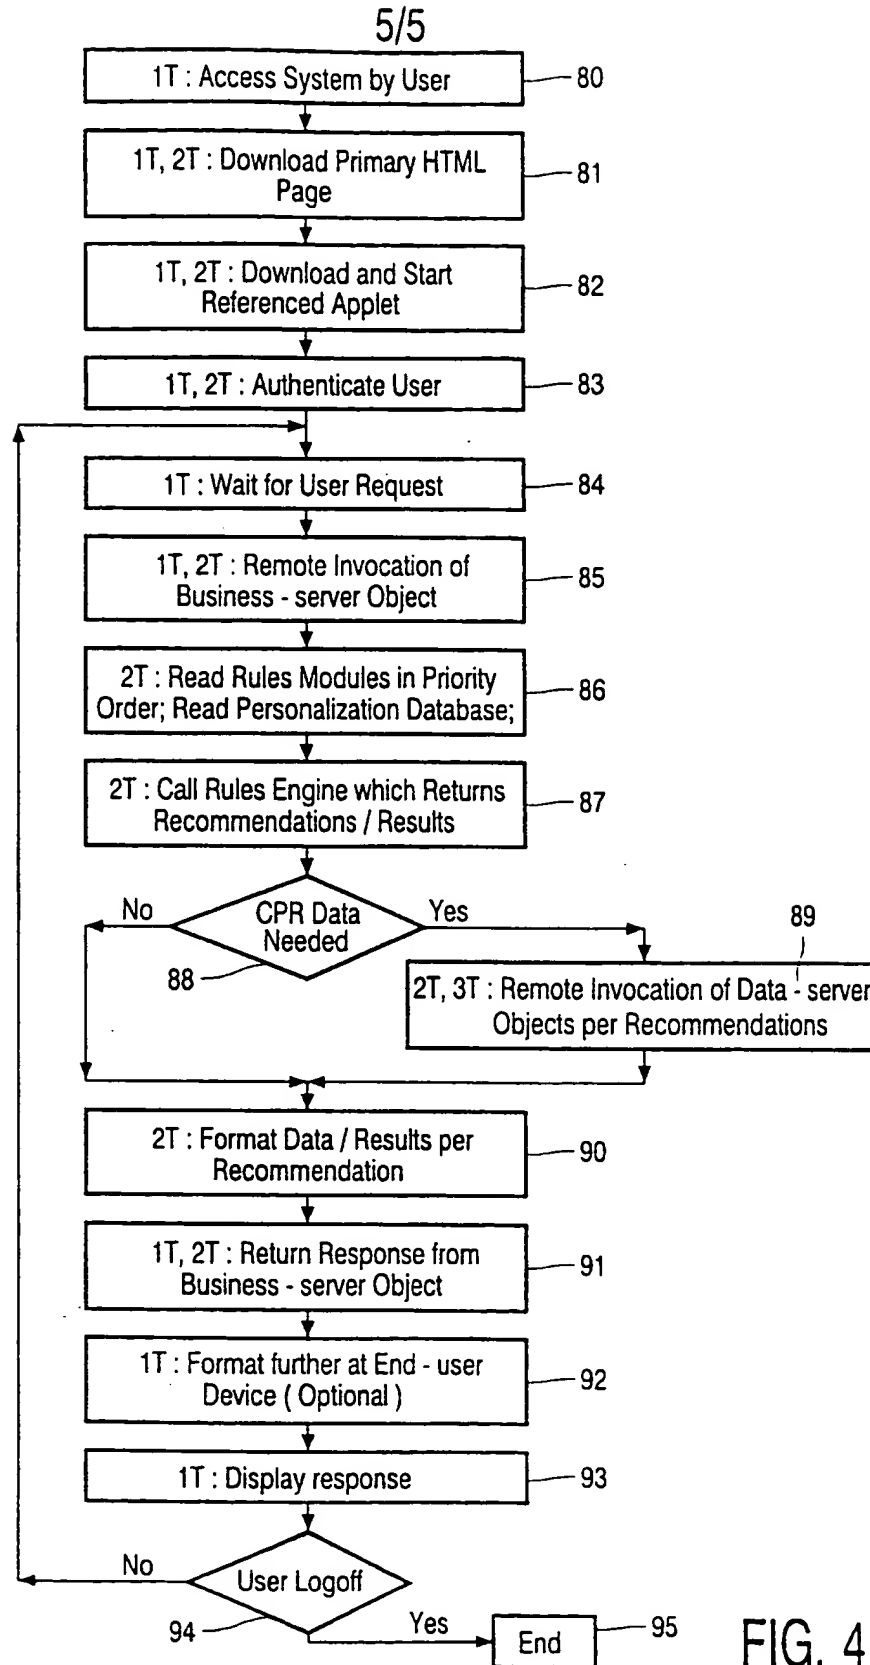 5/5
1T : Access System by User
80
1T, 2T : Download Primary HTML
Page
81
1T, 2T : Download and Start
Referenced Applet
82
1T, 2T : Authenticate User
83
1T : Wait for User Request
84
1T, 2T : Remote Invocation of
Business - server Object
85
2T : Read Rules Modules in Priority
Order; Read Personalization Database;
86
2T : Call Rules Engine which Returns
Recommendations / Results
87
No
CPR Data
Needed
Yes
88
89
2T, 3T : Remote Invocation of Data - server
Objects per Recommendations
2T : Format Data / Results per
Recommendation
90
1T, 2T : Return Response from
Business - server Object
91
1T : Format further at End - user
Device ( Optional )
92
1T : Display response
93
No
User Logoff
94
Yes
End
95
FIG. 4